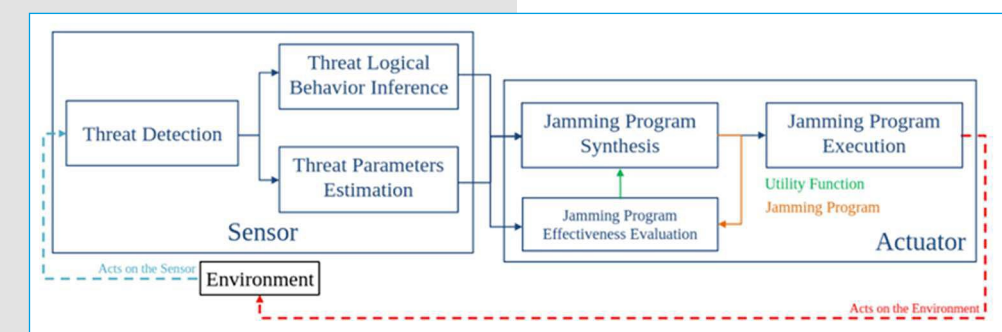 Threat Detection
Threat Logical
Behavior Inference
Threat Parameters
Estimation
Sensor
Jamming Program
Synthesis
Jamming Program
Execution
Utility Function
Jamming Program
Jamming Program
Effectiveness Evaluation
Actuator
Acts on the Sensor
Environment
Acts on the Environment